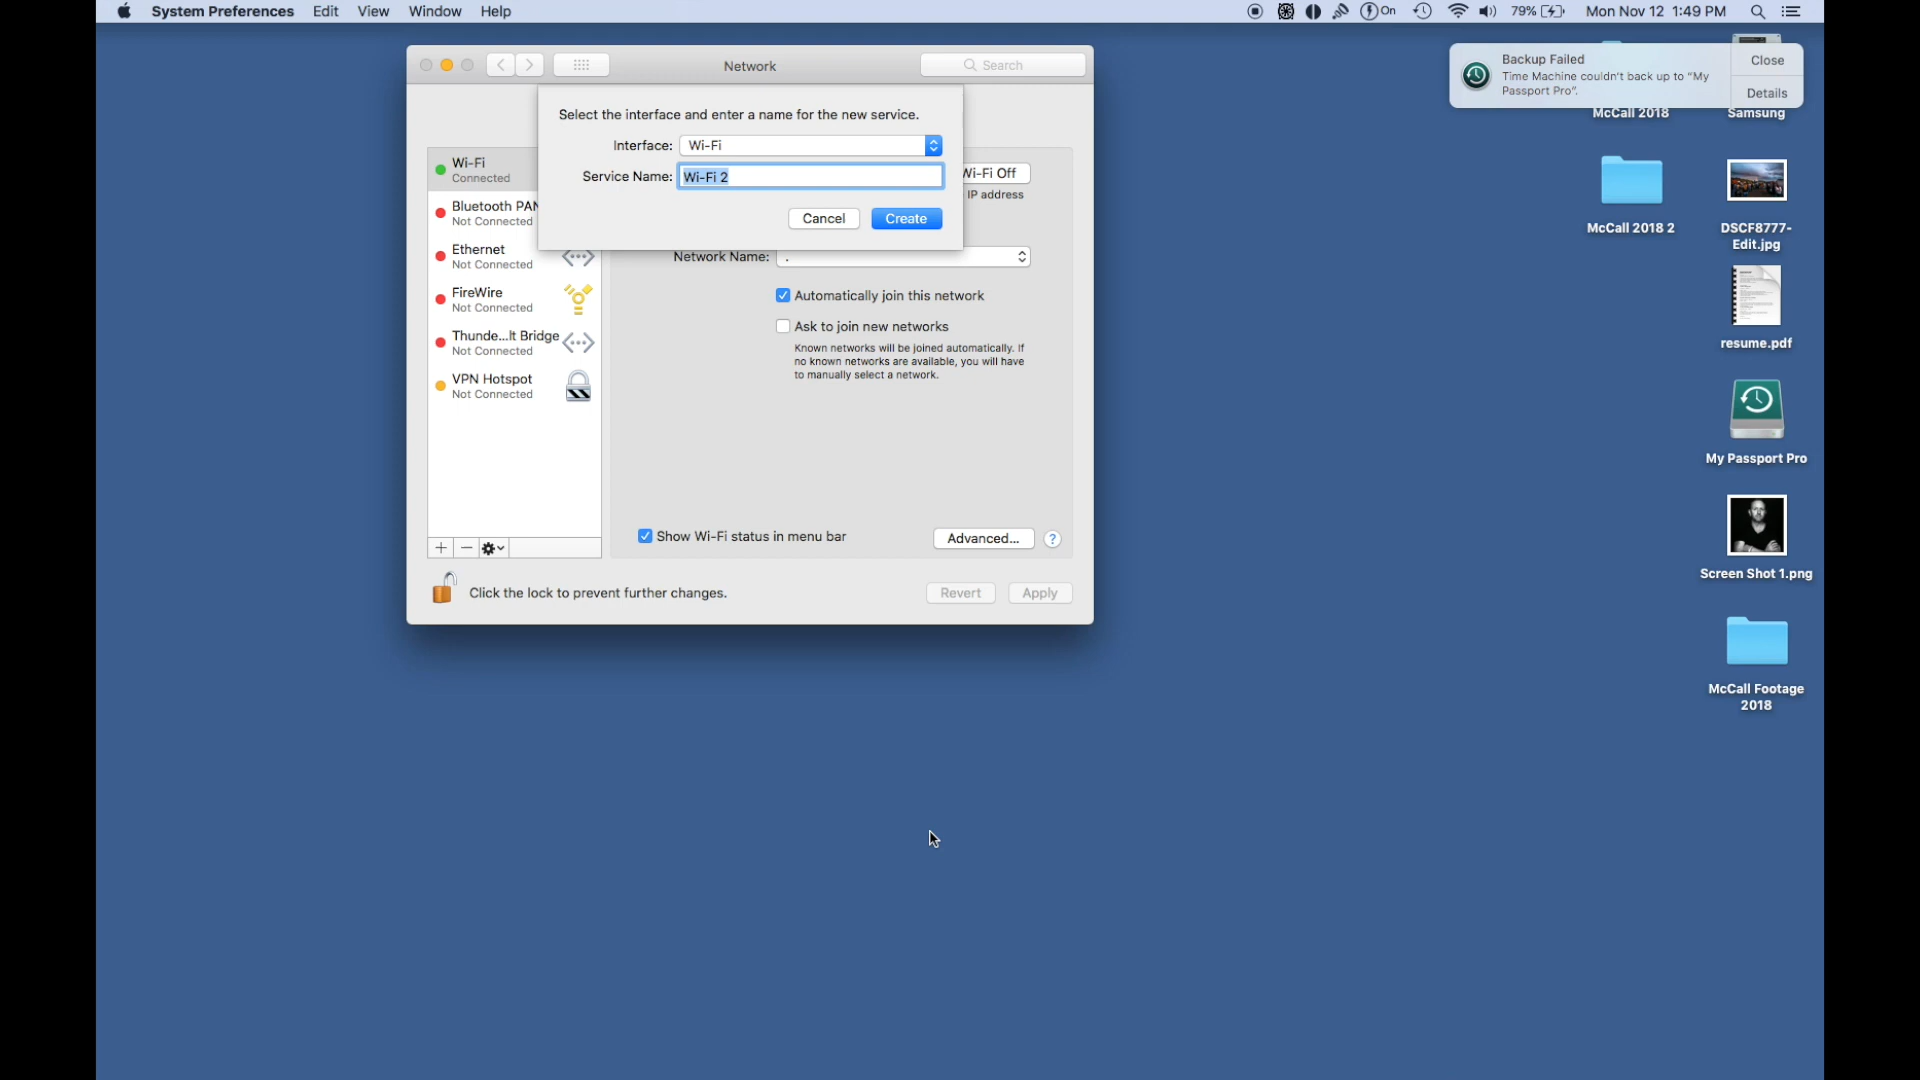 System Preferences Edit View Window Help
On 79% Mon Nov 12 1:49 PM
Network
Search
Select the interface and enter a name for the new service.
Interface: Wi-Fi
Service Name: Wi-Fi 2
Cancel Create
Wi-Fi
Connected
Bluetooth PAN
Not Connected
Ethernet
Not Connected
FireWire
Not Connected
Thunde...lt Bridge
Not Connected
VPN Hotspot
Not Connected
Wi-Fi Off
IP address
Network Name: .
Automatically join this network
Ask to join new networks
Known networks will be joined automatically. If
no known networks are available, you will have
to manually select a network.
Show Wi-Fi status in menu bar
Advanced... ?
Click the lock to prevent further changes.
Revert Apply
Backup Failed
Time Machine couldn't back up to "My
Passport Pro".
Close
Details
McCall 2018
Samsung
McCall 2018 2
DSCF8777-
Edit.jpg
resume.pdf
My Passport Pro
Screen Shot 1.png
McCall Footage
2018